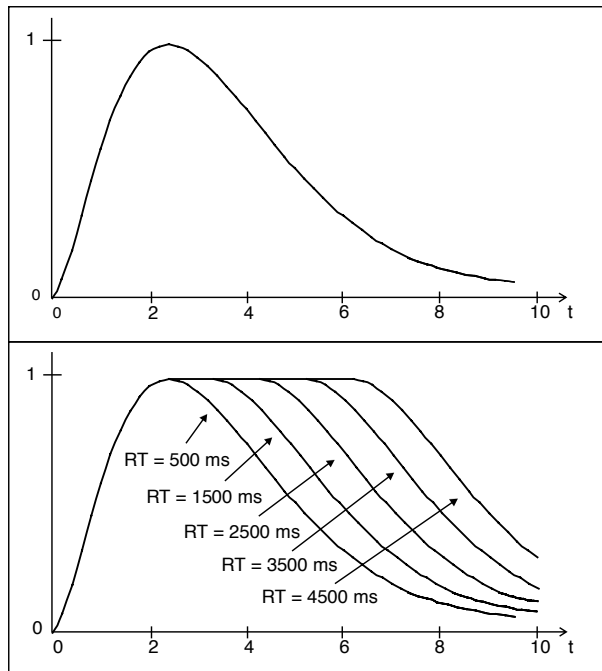 1
0
0 2 4 6 8 10 t
1
RT = 500 ms
RT = 1500 ms
RT = 2500 ms
RT = 3500 ms
RT = 4500 ms
0
0 2 4 6 8 10 t